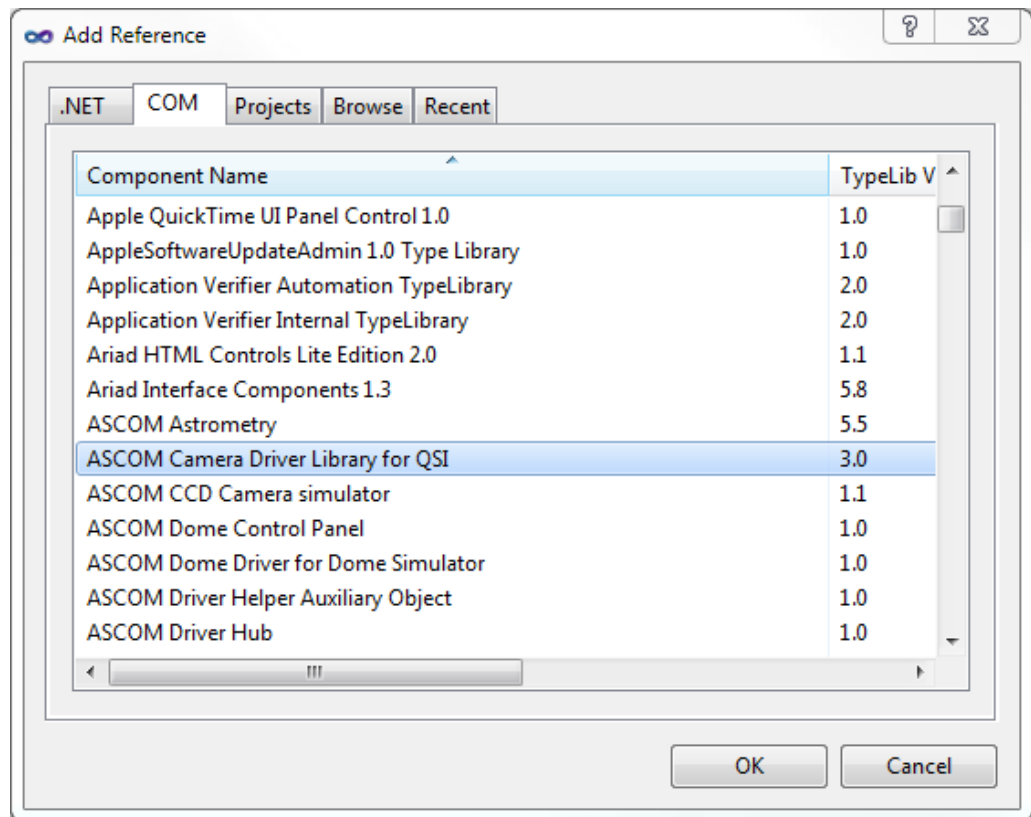 Add Reference
.NET COM Projects Browse Recent
Component Name TypeLib V
Apple QuickTime UI Panel Control 1.0 1.0
AppleSoftwareUpdateAdmin 1.0 Type Library 1.0
Application Verifier Automation TypeLibrary 2.0
Application Verifier Internal TypeLibrary 2.0
Ariad HTML Controls Lite Edition 2.0 1.1
Ariad Interface Components 1.3 5.8
ASCOM Astrometry 5.5
ASCOM Camera Driver Library for QSI 3.0
ASCOM CCD Camera simulator 1.1
ASCOM Dome Control Panel 1.0
ASCOM Dome Driver for Dome Simulator 1.0
ASCOM Driver Helper Auxiliary Object 1.0
ASCOM Driver Hub 1.0
OK Cancel